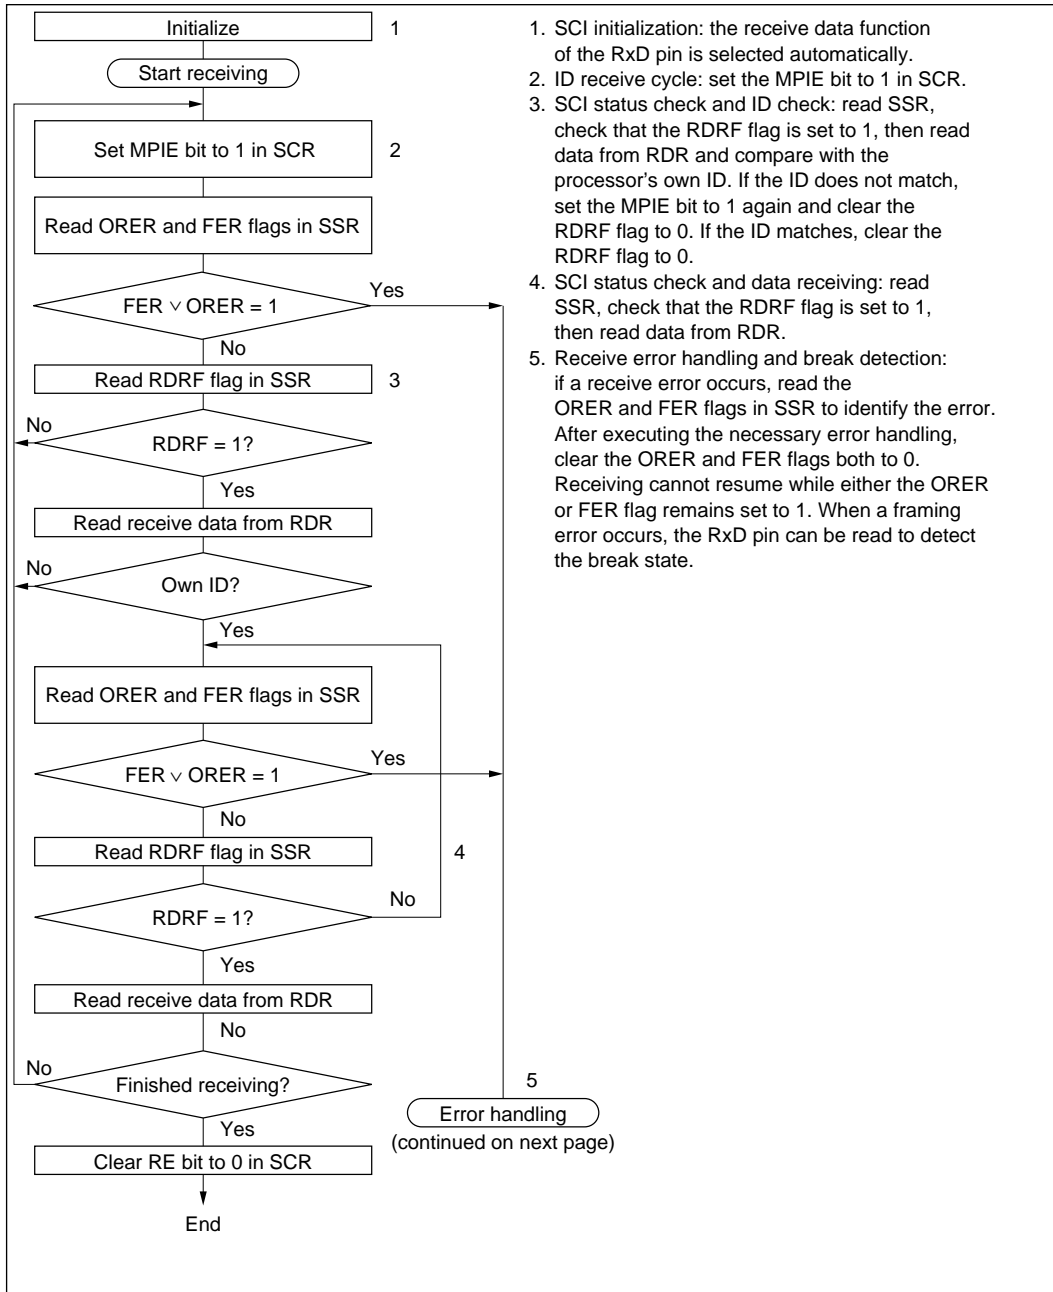 Initialize
1
Start receiving
Set MPIE bit to 1 in SCR
2
Read ORER and FER flags in SSR
FER ∨ ORER = 1
Yes
No
Read RDRF flag in SSR
3
No
RDRF = 1?
Yes
Read receive data from RDR
No
Own ID?
Yes
Read ORER and FER flags in SSR
FER ∨ ORER = 1
Yes
No
Read RDRF flag in SSR
4
No
RDRF = 1?
Yes
Read receive data from RDR
No
No
Finished receiving?
Yes
Clear RE bit to 0 in SCR
End
5
Error handling
(continued on next page)
1. SCI initialization: the receive data function
of the RxD pin is selected automatically.
2. ID receive cycle: set the MPIE bit to 1 in SCR.
3. SCI status check and ID check: read SSR,
check that the RDRF flag is set to 1, then read
data from RDR and compare with the
processor's own ID. If the ID does not match,
set the MPIE bit to 1 again and clear the
RDRF flag to 0. If the ID matches, clear the
RDRF flag to 0.
4. SCI status check and data receiving: read
SSR, check that the RDRF flag is set to 1,
then read data from RDR.
5. Receive error handling and break detection:
if a receive error occurs, read the
ORER and FER flags in SSR to identify the error.
After executing the necessary error handling,
clear the ORER and FER flags both to 0.
Receiving cannot resume while either the ORER
or FER flag remains set to 1. When a framing
error occurs, the RxD pin can be read to detect
the break state.